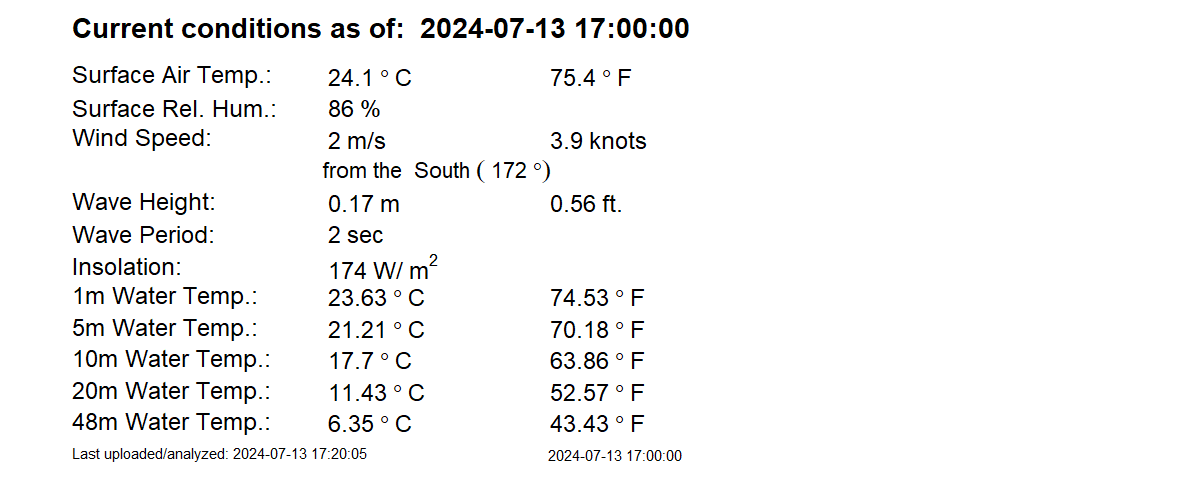 Current conditions as of:  2024-07-13 17:00:00
Surface Air Temp.: 24.1 ° C 75.4 ° F
Surface Rel. Hum.: 86 %
Wind Speed: 2 m/s 3.9 knots
from the  South ( 172 °)
Wave Height: 0.17 m 0.56 ft.
Wave Period: 2 sec
Insolation: 174 W/ m²
1m Water Temp.: 23.63 ° C 74.53 ° F
5m Water Temp.: 21.21 ° C 70.18 ° F
10m Water Temp.: 17.7 ° C 63.86 ° F
20m Water Temp.: 11.43 ° C 52.57 ° F
48m Water Temp.: 6.35 ° C 43.43 ° F
Last uploaded/analyzed: 2024-07-13 17:20:05 2024-07-13 17:00:00